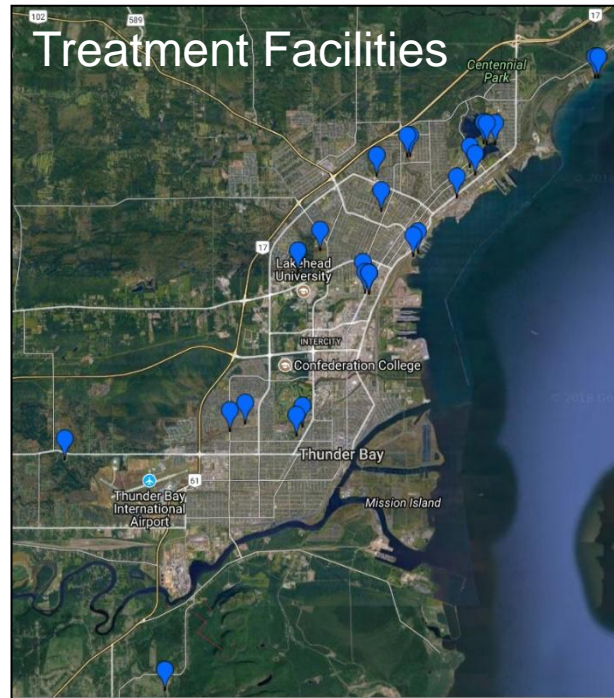 102
589
17
Treatment Facilities
Centennial
Park
17
Lakehead
University
INTERCITY
Confederation College
Thunder Bay
61
Thunder Bay
International
Airport
Mission Island